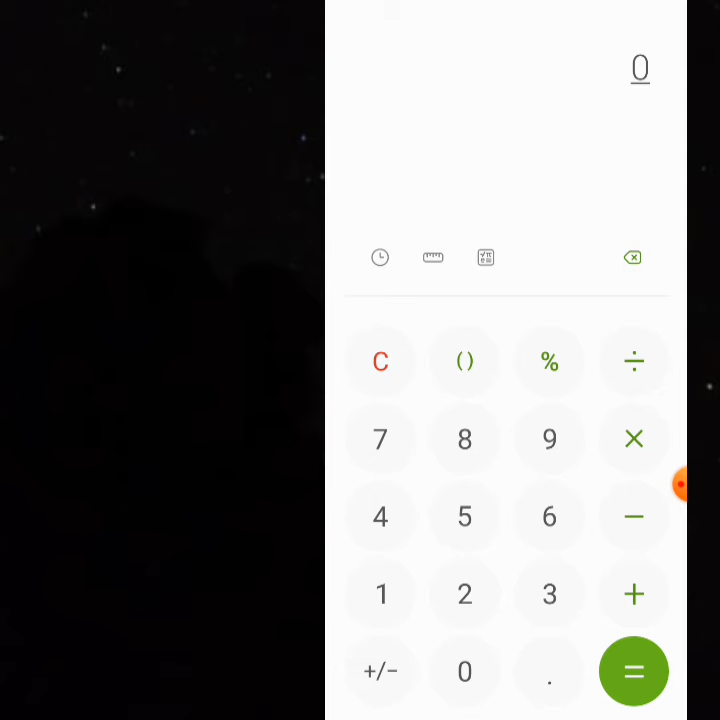 0
C ( ) % ÷
7 8 9 ×
4 5 6 −
1 2 3 +
+/− 0 . =